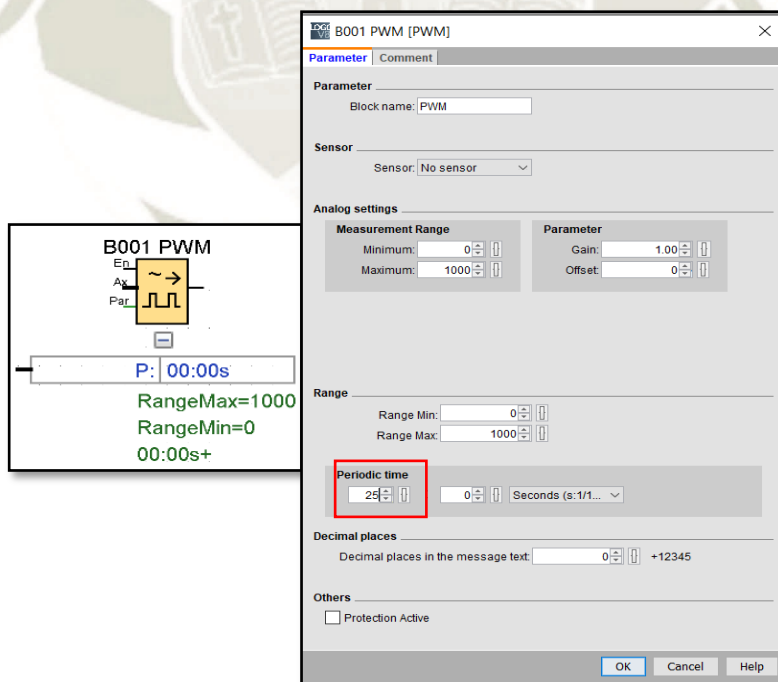 B001 PWM
En
Ax
Par
P: 00:00s
RangeMax=1000
RangeMin=0
00:00s+
B001 PWM [PWM]
Parameter Comment
Parameter
Block name: PWM
Sensor
Sensor: No sensor
Analog settings
Measurement Range Parameter
Minimum: 0 Gain: 1.00
Maximum: 1000 Offset: 0
Range
Range Min: 0
Range Max: 1000
Periodic time
25 0 Seconds (s:1/1...
Decimal places
Decimal places in the message text: 0 +12345
Others
Protection Active
OK Cancel Help